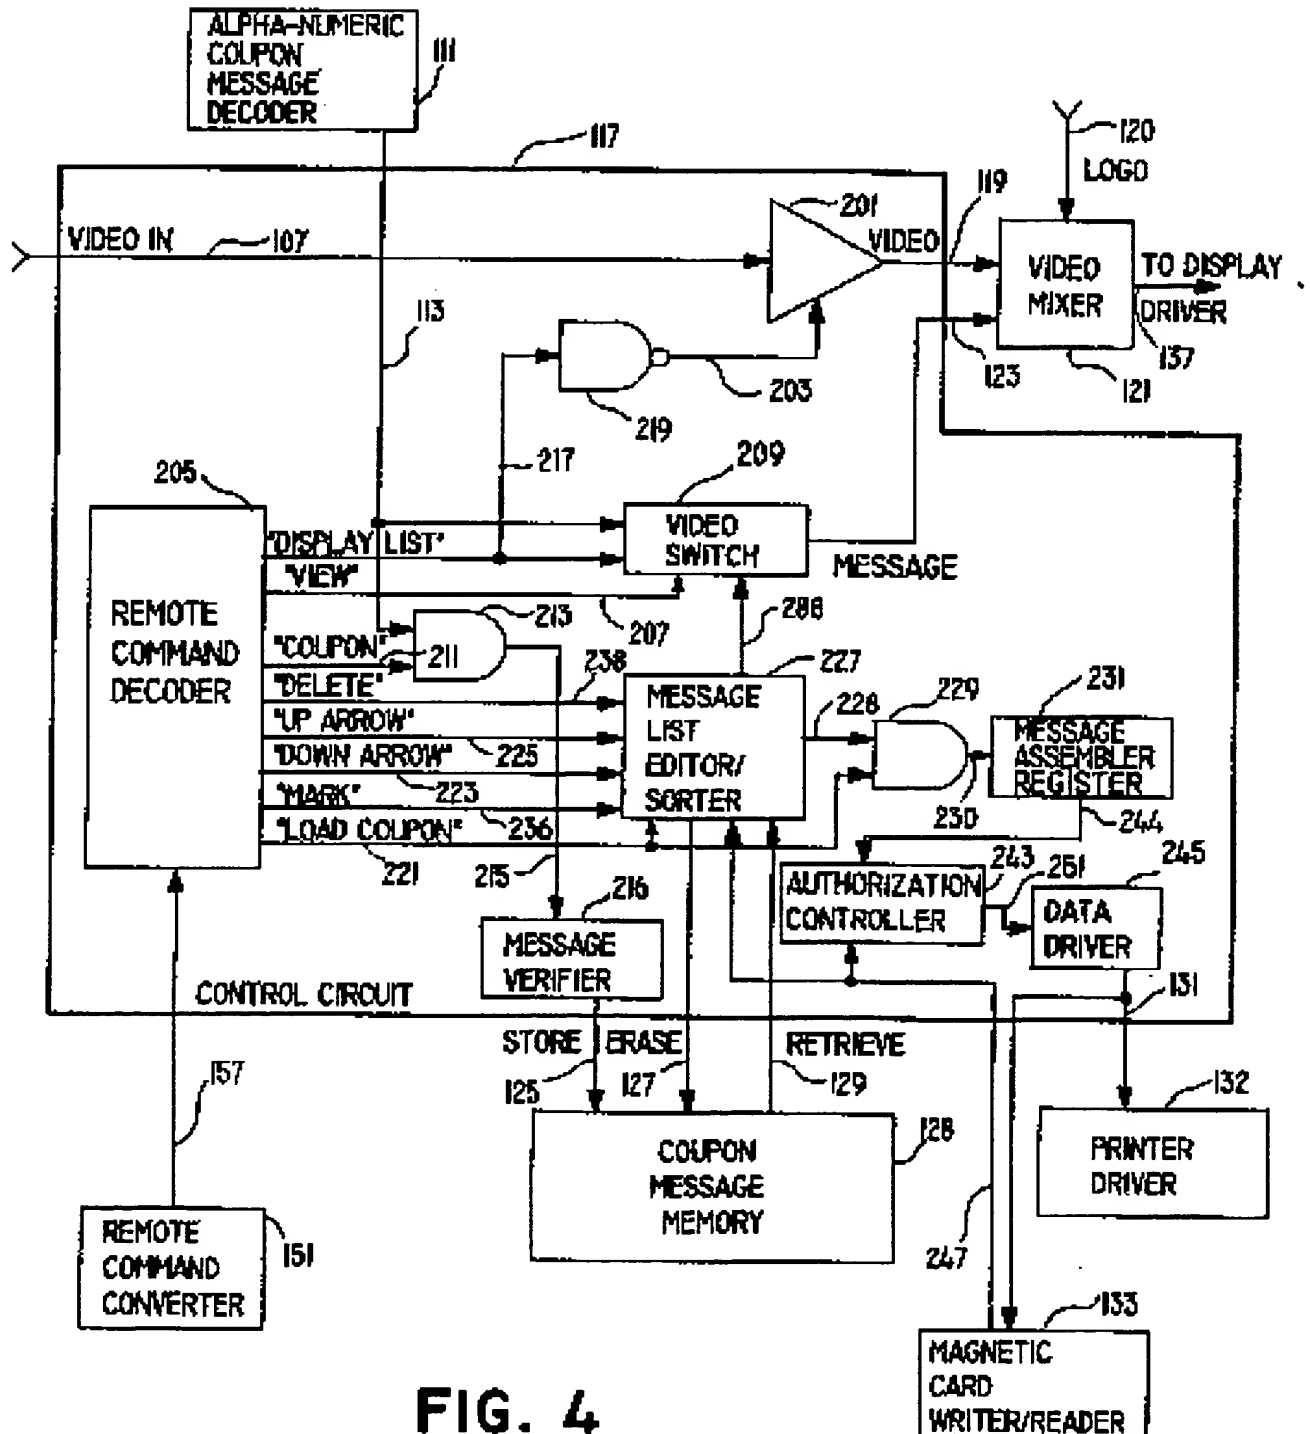 ALPHA-NUMERIC
COUPON
MESSAGE
DECODER
111
117
120
LOGO
VIDEO IN
107
201
VIDEO
119
VIDEO
MIXER
TO DISPLAY
DRIVER
137
121
123
113
203
219
217
205
209
VIDEO
SWITCH
MESSAGE
"DISPLAY LIST"
"VIEW"
207
213
REMOTE
COMMAND
DECODER
"COUPON"
211
"DELETE"
238
"UP ARROW"
225
"DOWN ARROW"
223
"MARK"
236
"LOAD COUPON"
221
215
227
MESSAGE
LIST
EDITOR/
SORTER
228
229
230
231
MESSAGE
ASSEMBLER
REGISTER
244
216
MESSAGE
VERIFIER
AUTHORIZATION
CONTROLLER
243
245
DATA
DRIVER
131
CONTROL CIRCUIT
STORE
ERASE
RETRIEVE
125
127
129
157
128
COUPON
MESSAGE
MEMORY
132
PRINTER
DRIVER
REMOTE
COMMAND
CONVERTER
151
247
133
MAGNETIC
CARD
WRITER/READER
FIG. 4